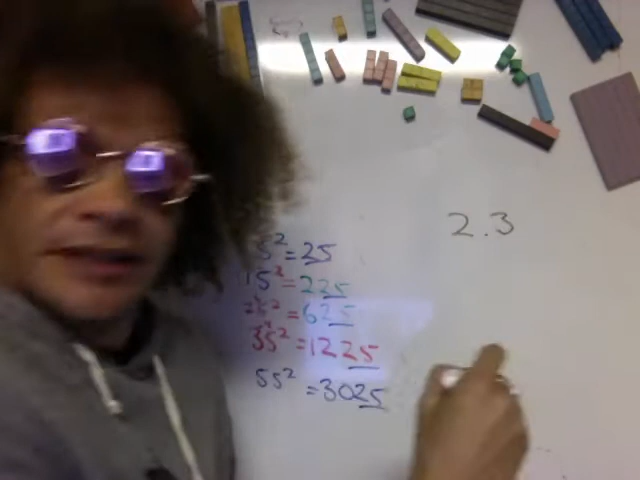 2.3
5² = 25
15² = 225
25² = 625
35² = 1225
55² = 3025